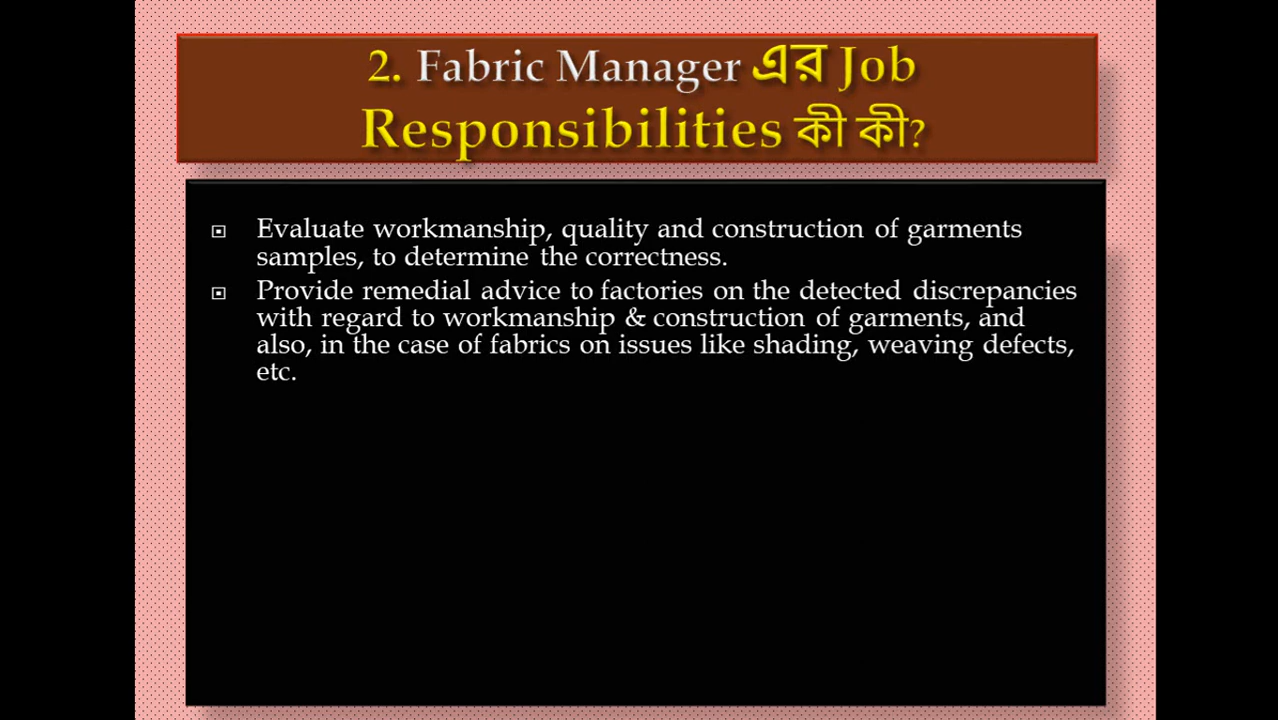 2. Fabric Manager এর Job
Responsibilities কী কী?
Evaluate workmanship, quality and construction of garments
samples, to determine the correctness.
Provide remedial advice to factories on the detected discrepancies
with regard to workmanship & construction of garments, and
also, in the case of fabrics on issues like shading, weaving defects,
etc.